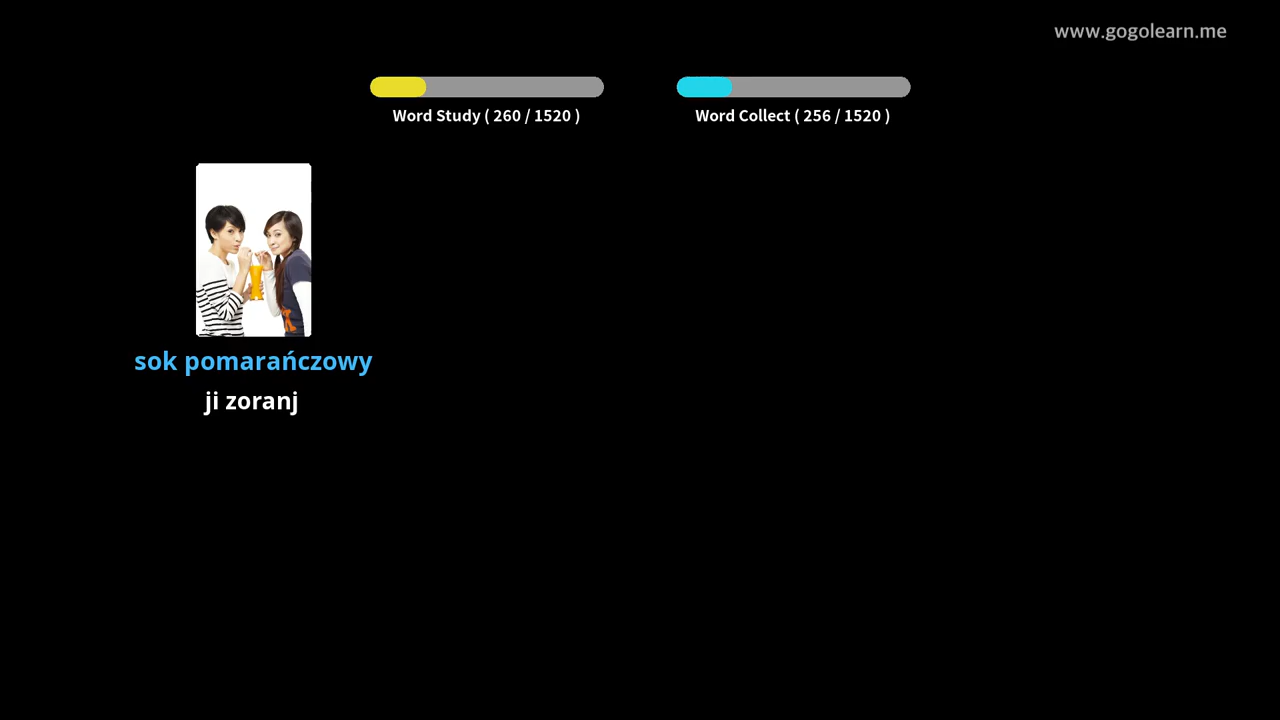 www.gogolearn.me
Word Study ( 260 / 1520 )
Word Collect ( 256 / 1520 )
sok pomarańczowy
ji zoranj